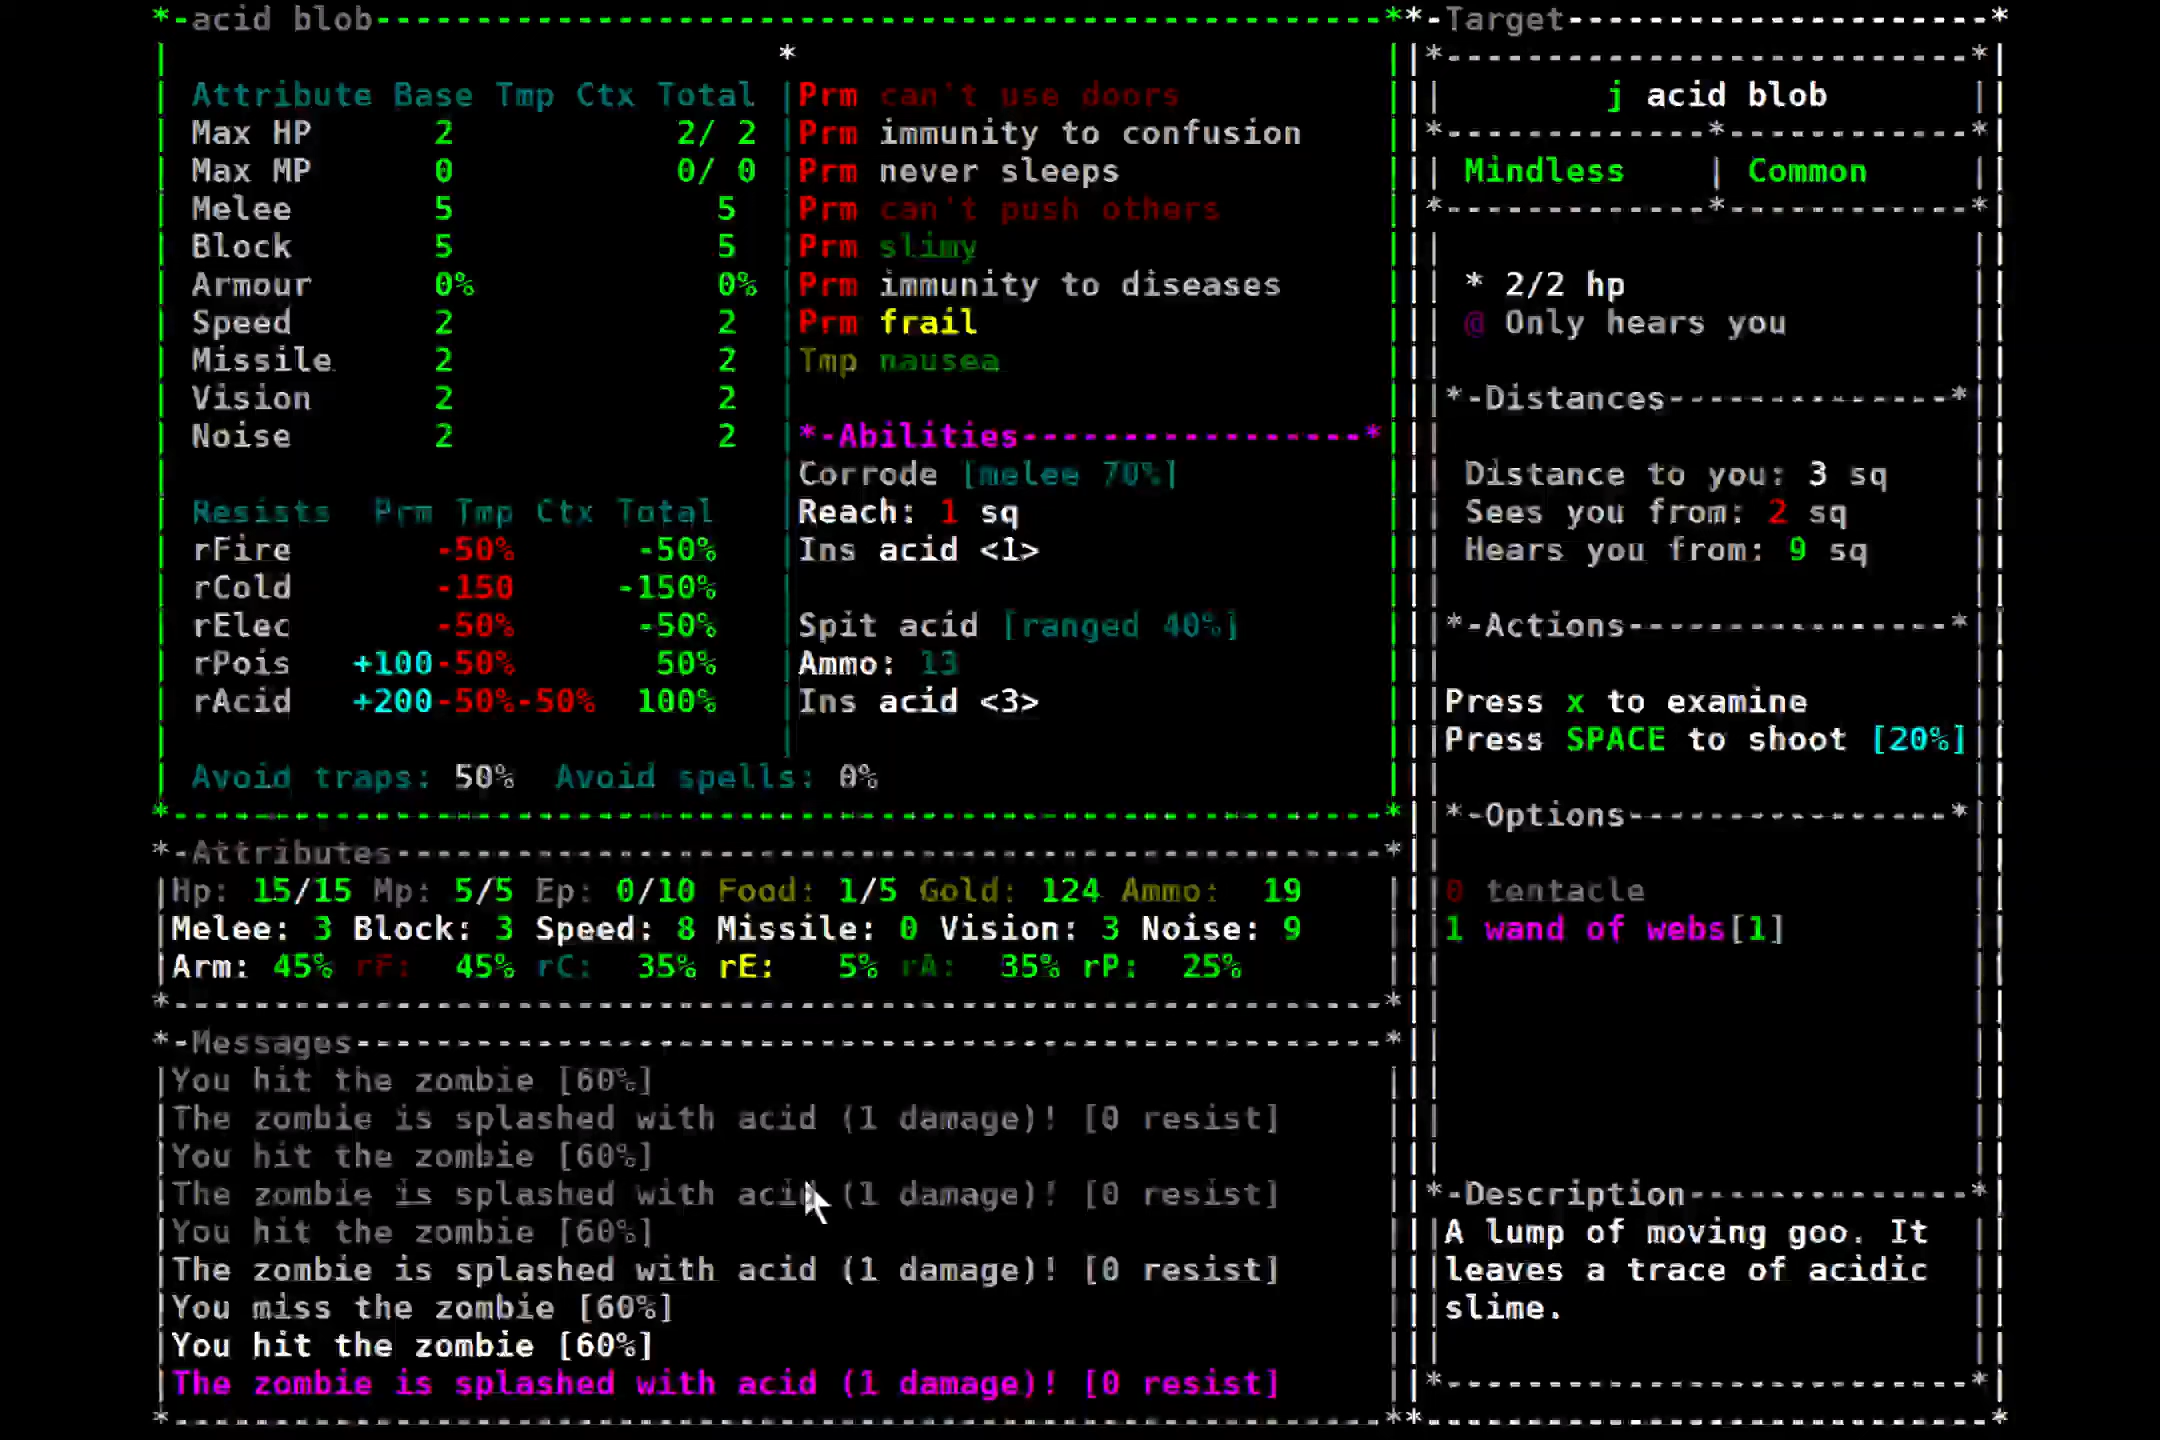 acid blob
Attribute Base Tmp Ctx Total
Max HP 2 2/ 2
Max MP 0 0/ 0
Melee 5 5
Block 5 5
Armour 0% 0%
Speed 2 2
Missile 2 2
Vision 2 2
Noise 2 2
Resists Prm Tmp Ctx Total
rFire -50% -50%
rCold -150 -150%
rElec -50% -50%
rPois +100-50% 50%
rAcid +200-50%-50% 100%
Avoid traps: 50% Avoid spells: 0%
Prm can't use doors
Prm immunity to confusion
Prm never sleeps
Prm can't push others
Prm slimy
Prm immunity to diseases
Prm frail
Tmp nausea
Abilities
Corrode [melee 70%]
Reach: 1 sq
Ins acid <1>
Spit acid [ranged 40%]
Ammo: 13
Ins acid <3>
Attributes
Hp: 15/15 Mp: 5/5 Ep: 0/10 Food: 1/5 Gold: 124 Ammo: 19
Melee: 3 Block: 3 Speed: 8 Missile: 0 Vision: 3 Noise: 9
Arm: 45% rF: 45% rC: 35% rE: 5% rA: 35% rP: 25%
Messages
You hit the zombie [60%]
The zombie is splashed with acid (1 damage)! [0 resist]
You hit the zombie [60%]
The zombie is splashed with acid (1 damage)! [0 resist]
You hit the zombie [60%]
The zombie is splashed with acid (1 damage)! [0 resist]
You miss the zombie [60%]
You hit the zombie [60%]
The zombie is splashed with acid (1 damage)! [0 resist]
Target
j acid blob
Mindless | Common
* 2/2 hp
@ Only hears you
Distances
Distance to you: 3 sq
Sees you from: 2 sq
Hears you from: 9 sq
Actions
Press x to examine
Press SPACE to shoot [20%]
Options
0 tentacle
1 wand of webs[1]
Description
A lump of moving goo. It
leaves a trace of acidic
slime.